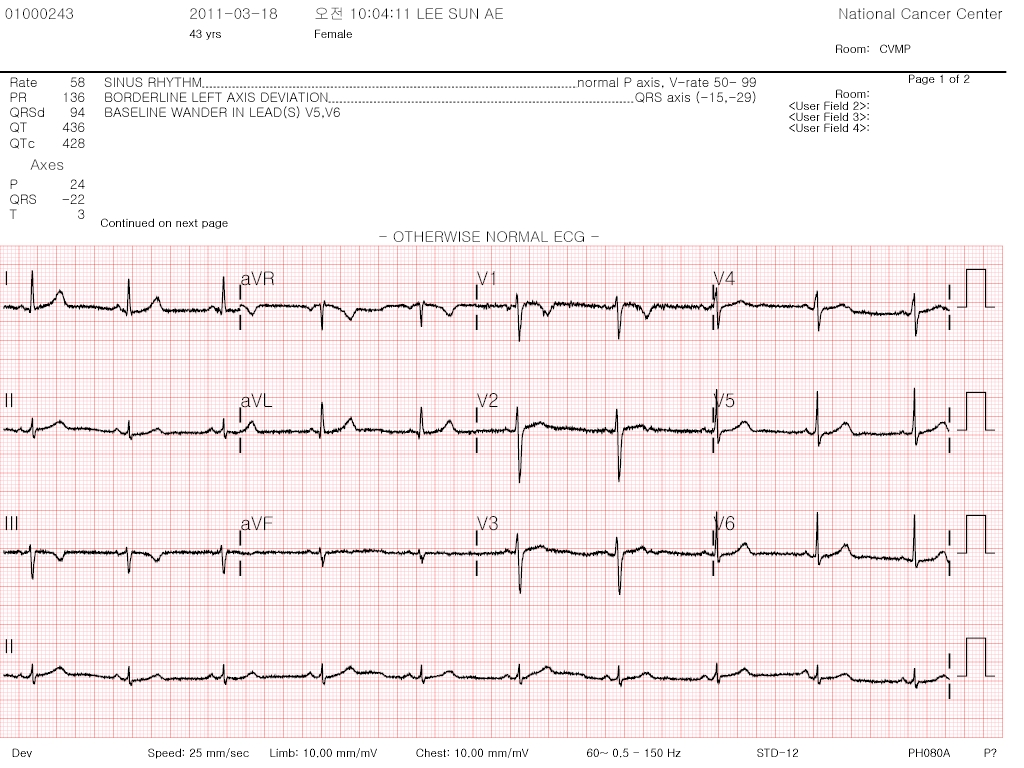 01000243 2011-03-18 오전 10:04:11 LEE SUN AE National Cancer Center
43 yrs Female
Room: CVMP
Page 1 of 2
Rate 58 SINUS RHYTHM normal P axis, V-rate 50- 99
PR 136 BORDERLINE LEFT AXIS DEVIATION QRS axis (-15,-29) Room:
QRSd 94 BASELINE WANDER IN LEAD(S) V5,V6 <User Field 2>:
<User Field 3>:
QT 436 <User Field 4>:
QTc 428
Axes
P 24
QRS -22
T 3
Continued on next page
- OTHERWISE NORMAL ECG -
I aVR V1 V4
II aVL V2 V5
III aVF V3 V6
II
Dev Speed: 25 mm/sec Limb: 10.00 mm/mV Chest: 10.00 mm/mV 60~ 0.5 - 150 Hz STD-12 PH080A P?